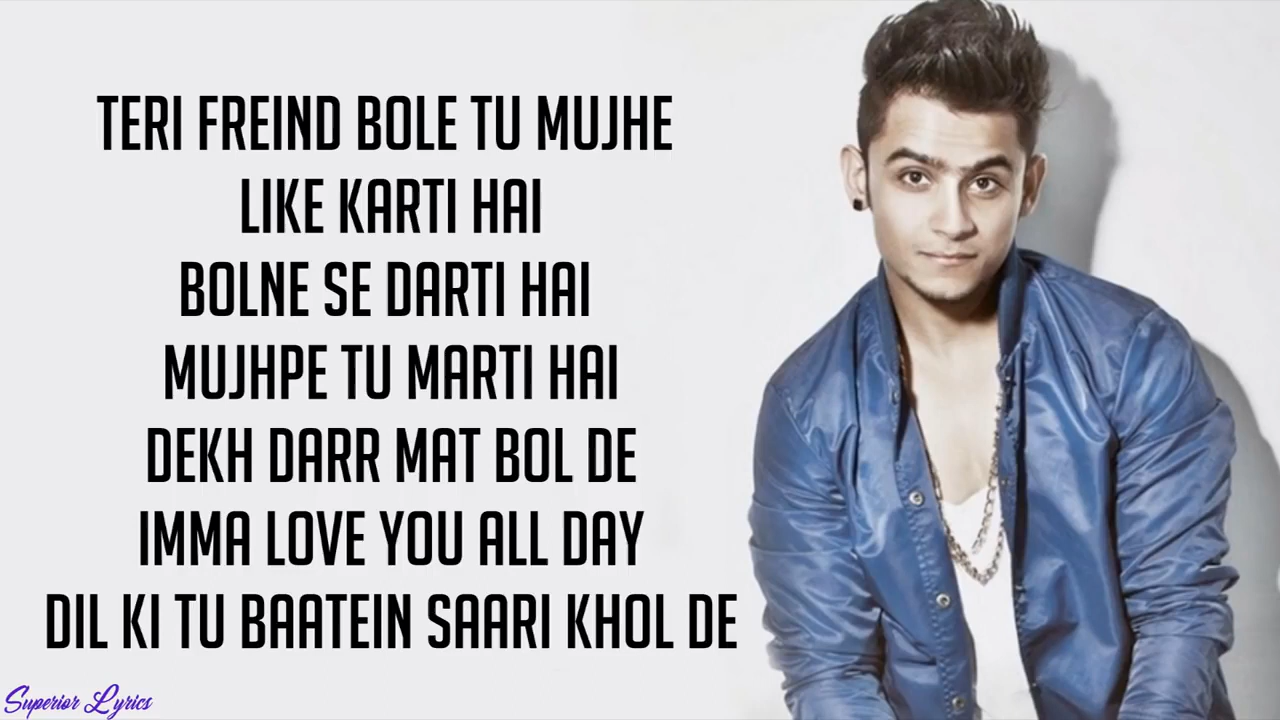 TERI FREIND BOLE TU MUJHE
LIKE KARTI HAI
BOLNE SE DARTI HAI
MUJHPE TU MARTI HAI
DEKH DARR MAT BOL DE
IMMA LOVE YOU ALL DAY
DIL KI TU BAATEIN SAARI KHOL DE
Superior Lyrics